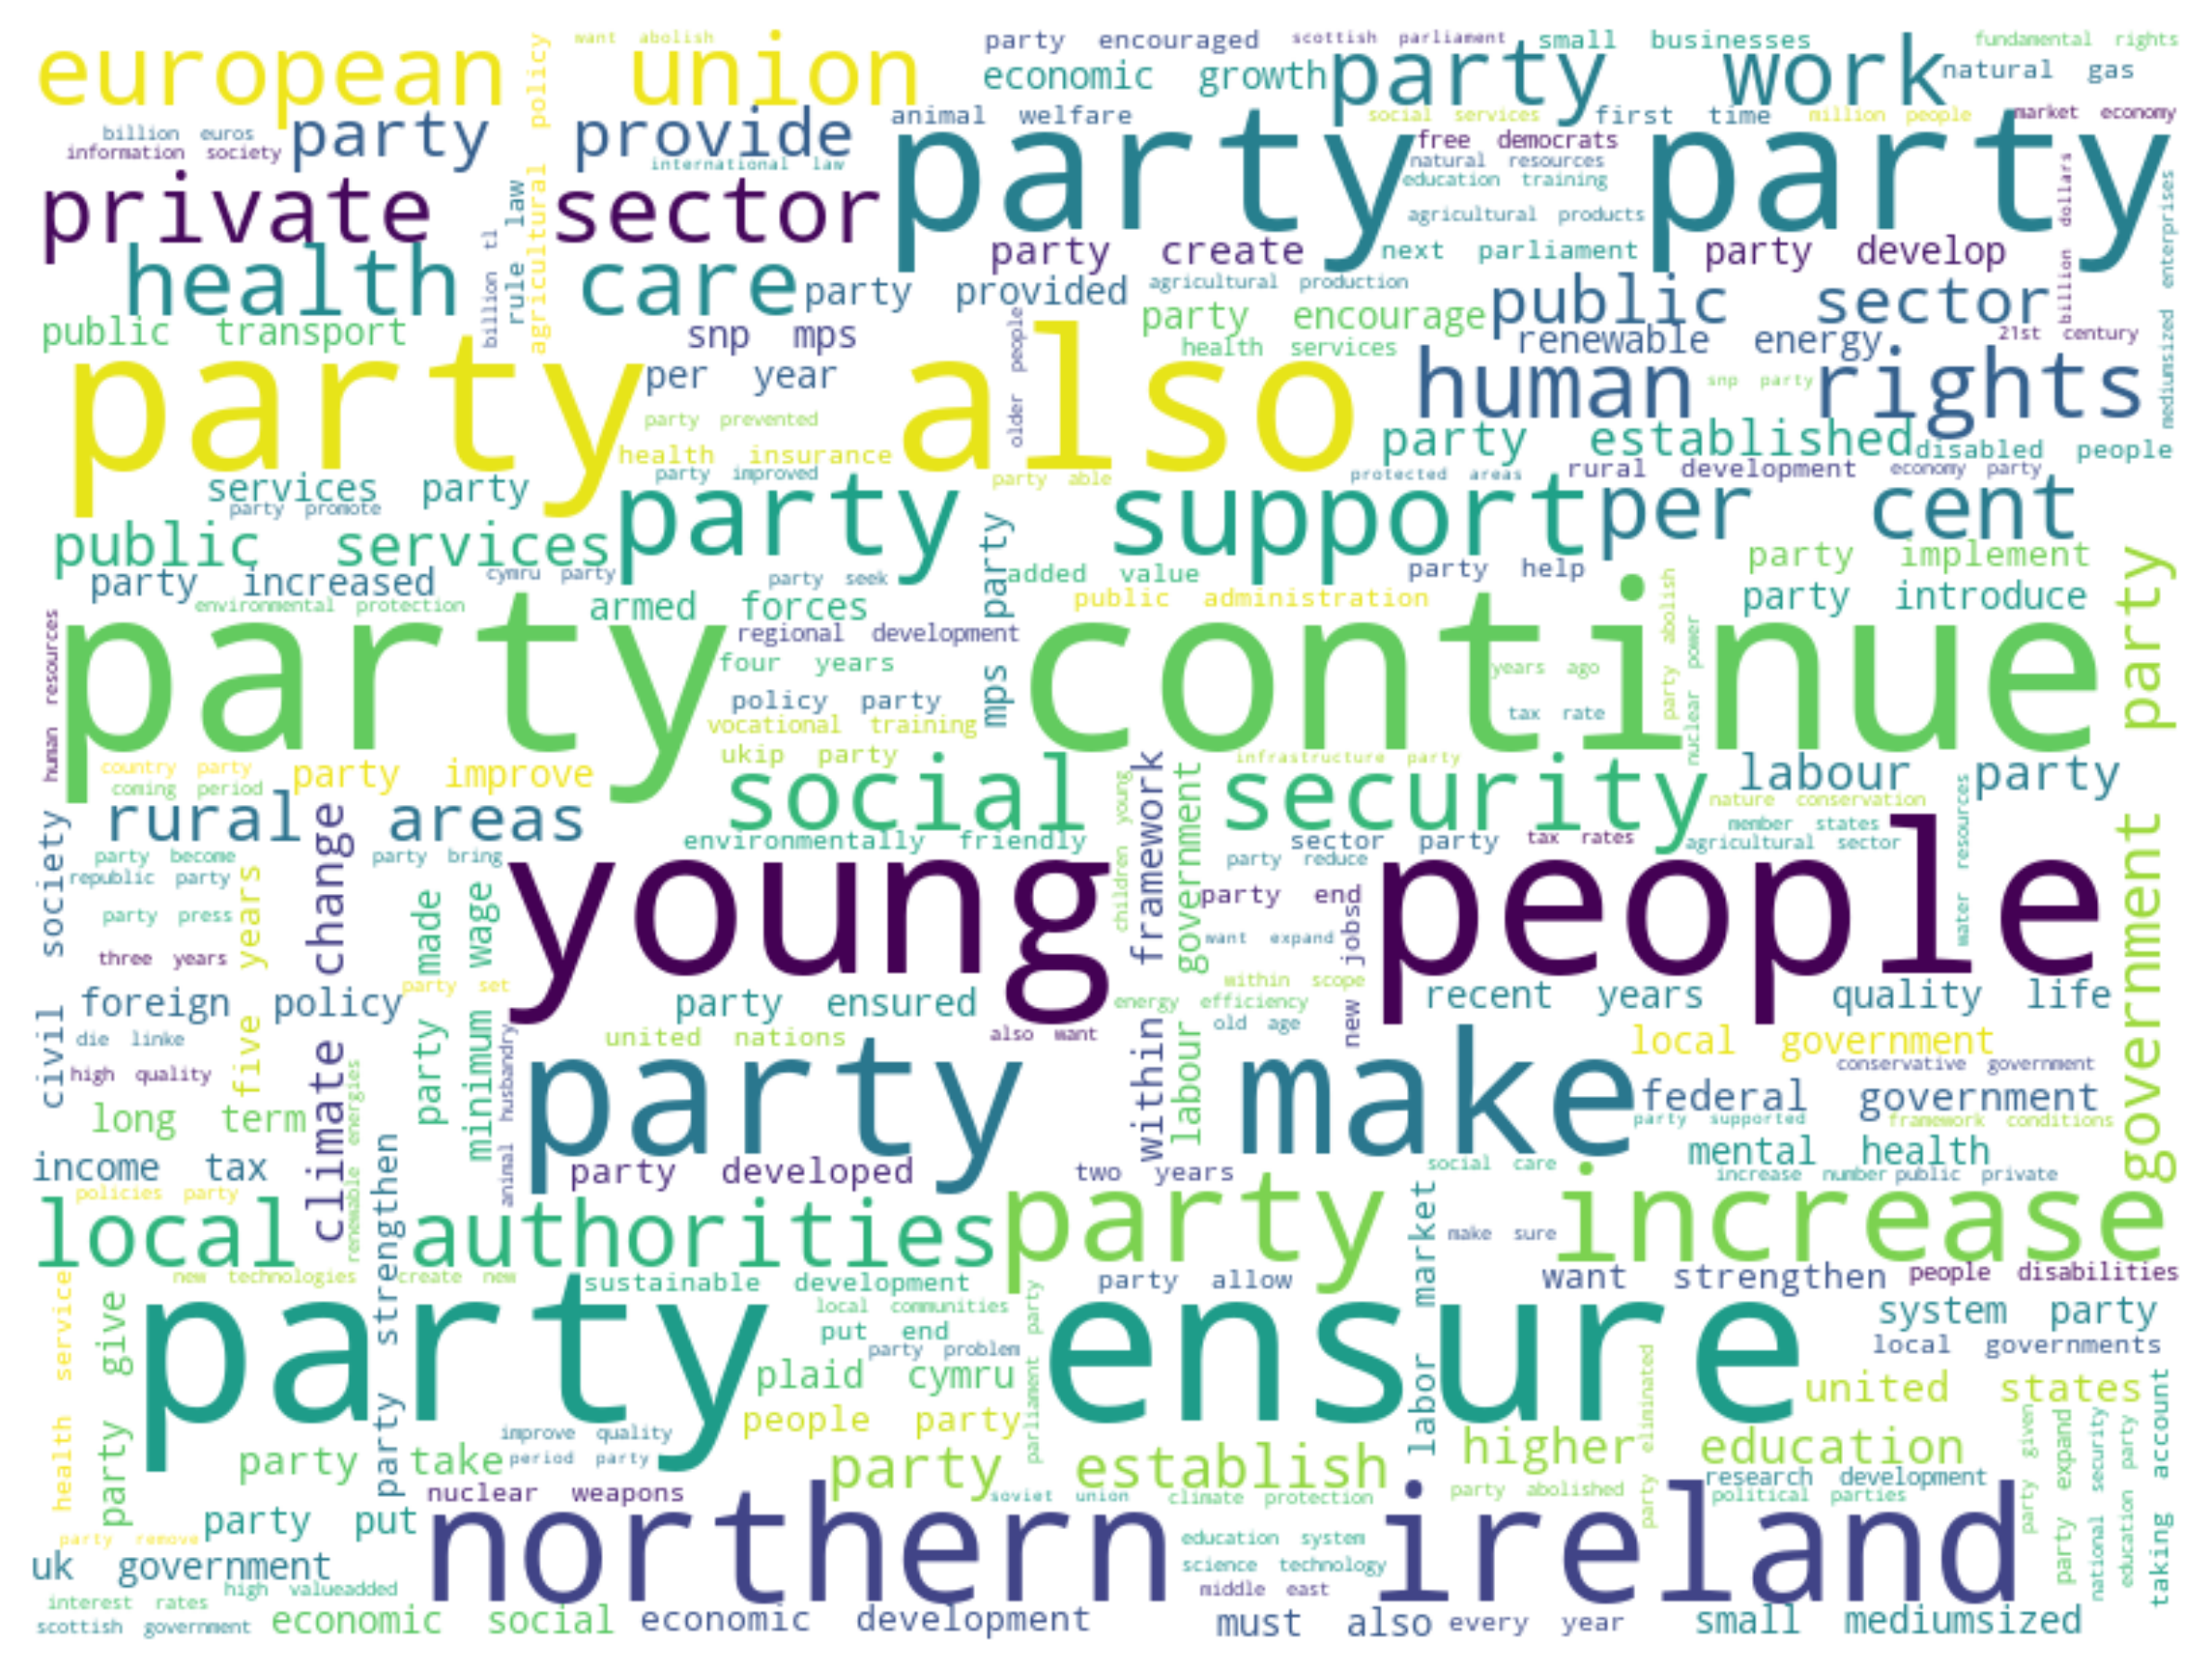 european union
want abolish
agricultural policy
party encouraged
scottish parliament
small businesses
fundamental rights
economic growth
party work
natural gas
billion euros
information society
party provide
animal welfare
social services
first time
million people
market economy
international law
party party
free democrats
natural resources
education training
agricultural products
private sector
rule law
billion tl
billion dollars
mediumsized enterprises
party create
next parliament
party develop
health care
party provided
agricultural production
public sector
public transport
snp mps
older people
party encourage
health services
renewable energy
21st century
party also
per year
human rights
snp party
party prevented
health insurance
party established
disabled people
party improved
party able
protected areas
rural development
economy party
services party
party promote
party support
per cent
public services
mps party
party implement
party increased
cymru party
party seek
added value
party help
environmental protection
armed forces
public administration
party abolish
party introduce
government party
human resources
party continue
regional development
four years
years ago
nuclear power
policy party
tax rate
vocational training
ukip party
infrastructure party
country party
party improve
coming period
social security
labour party
nature conservation
rural areas
climate change
children young
within framework
labour government
member states
water resources
environmentally friendly
sector party
tax rates
agricultural sector
civil society
party become
party bring
party reduce
republic party
young people
five years
party made
minimum wage
party end
party press
want expand
new jobs
three years
within scope
foreign policy
party set
party ensured
energy efficiency
recent years
quality life
old age
die linke
united nations
also want
local government
high quality
renewable energies
animal husbandry
party make
conservative government
federal government
long term
party supported
framework conditions
mental health
income tax
party developed
two years
social care
increase number
public private
policies party
party strengthen
party increase
local authorities
labor market
make sure
new technologies
create new
sustainable development
party allow
want strengthen
people disabilities
health service
party give
party ensure
local communities
parliament party
system party
put end
party problem
local governments
plaid cymru
party eliminated
united states
taking account
people party
improve quality
party take
period party
party establish
higher education
party given
party expand
national security
education party
research development
nuclear weapons
soviet union
climate protection
party abolished
political parties
party put
northern ireland
party remove
education system
uk government
science technology
high valueadded
middle east
interest rates
scottish government
economic social
economic development
must also
every year
small mediumsized